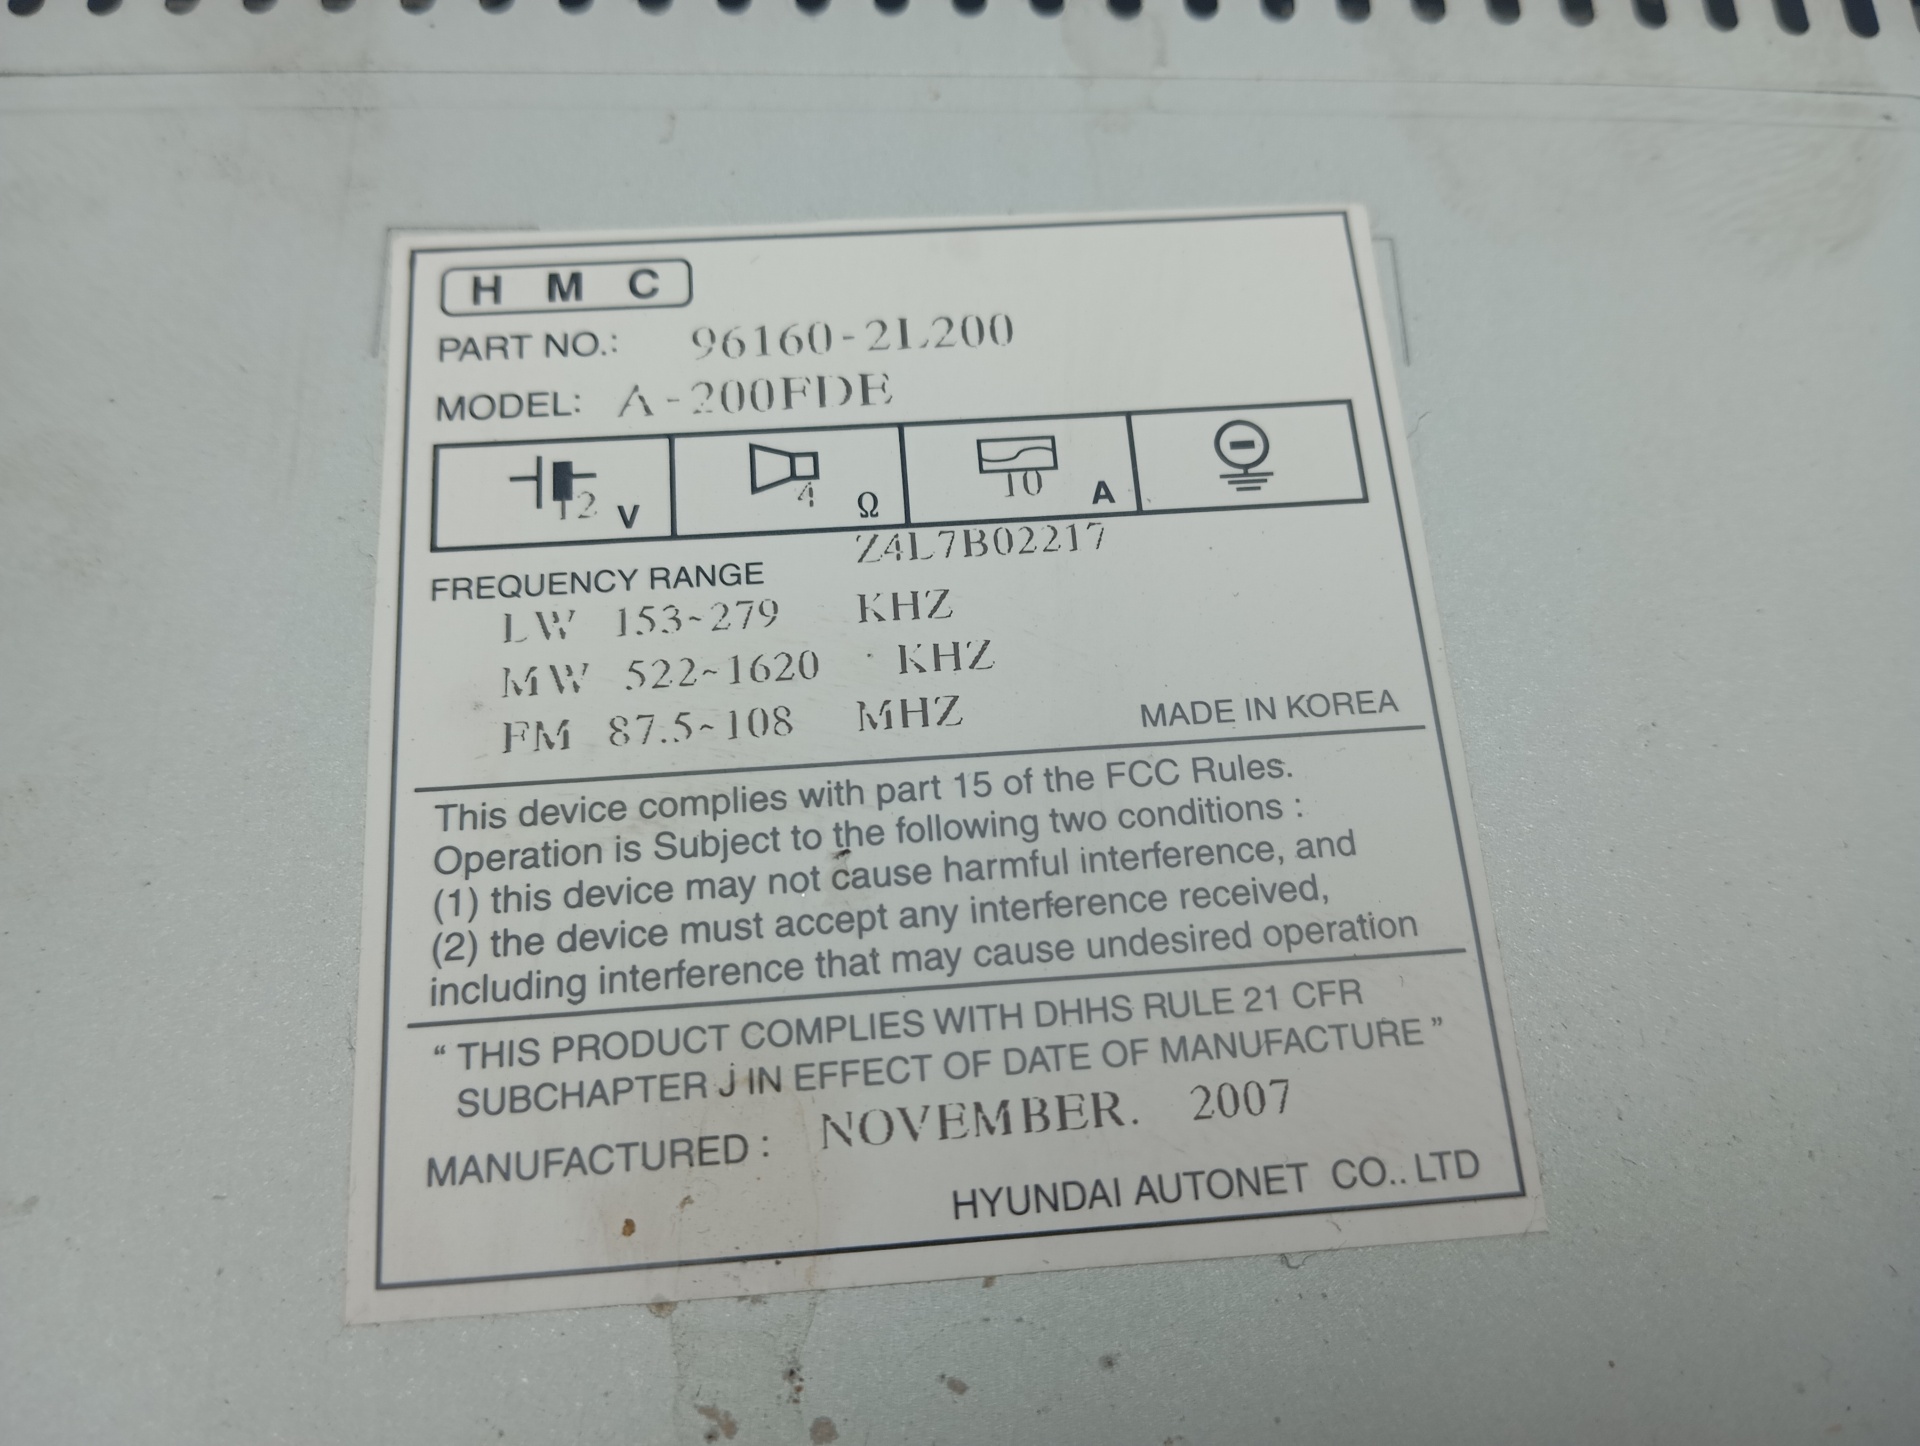 H M C
PART NO.: 96160-2L200
MODEL: A-200FDE
12 V
4 Ω
10 A
Z4L7B02217
FREQUENCY RANGE
LW 153~279 KHZ
MW 522~1620 KHZ
FM 87.5~108 MHZ
MADE IN KOREA
This device complies with part 15 of the FCC Rules.
Operation is Subject to the following two conditions :
(1) this device may not cause harmful interference, and
(2) the device must accept any interference received,
including interference that may cause undesired operation
“ THIS PRODUCT COMPLIES WITH DHHS RULE 21 CFR
SUBCHAPTER J IN EFFECT OF DATE OF MANUFACTURE ”
MANUFACTURED : NOVEMBER. 2007
HYUNDAI AUTONET CO.. LTD